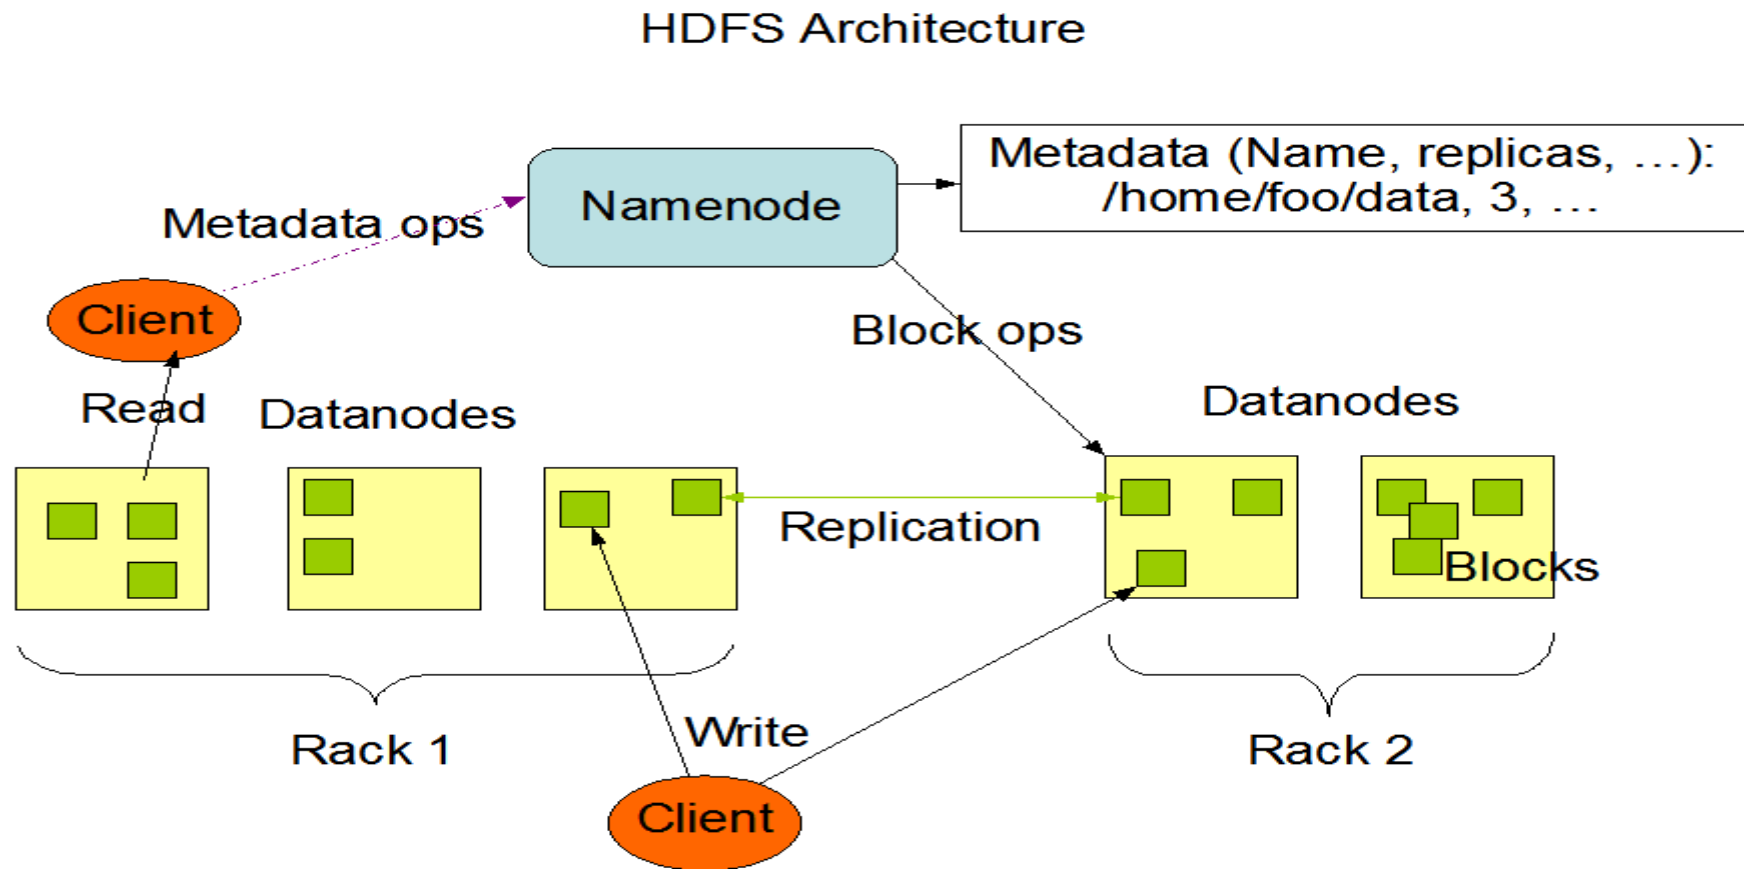 HDFS Architecture
Metadata (Name, replicas, …):
/home/foo/data, 3, …
Namenode
Metadata ops
Client
Block ops
Read
Datanodes
Datanodes
Replication
Blocks
Rack 1
Write
Rack 2
Client